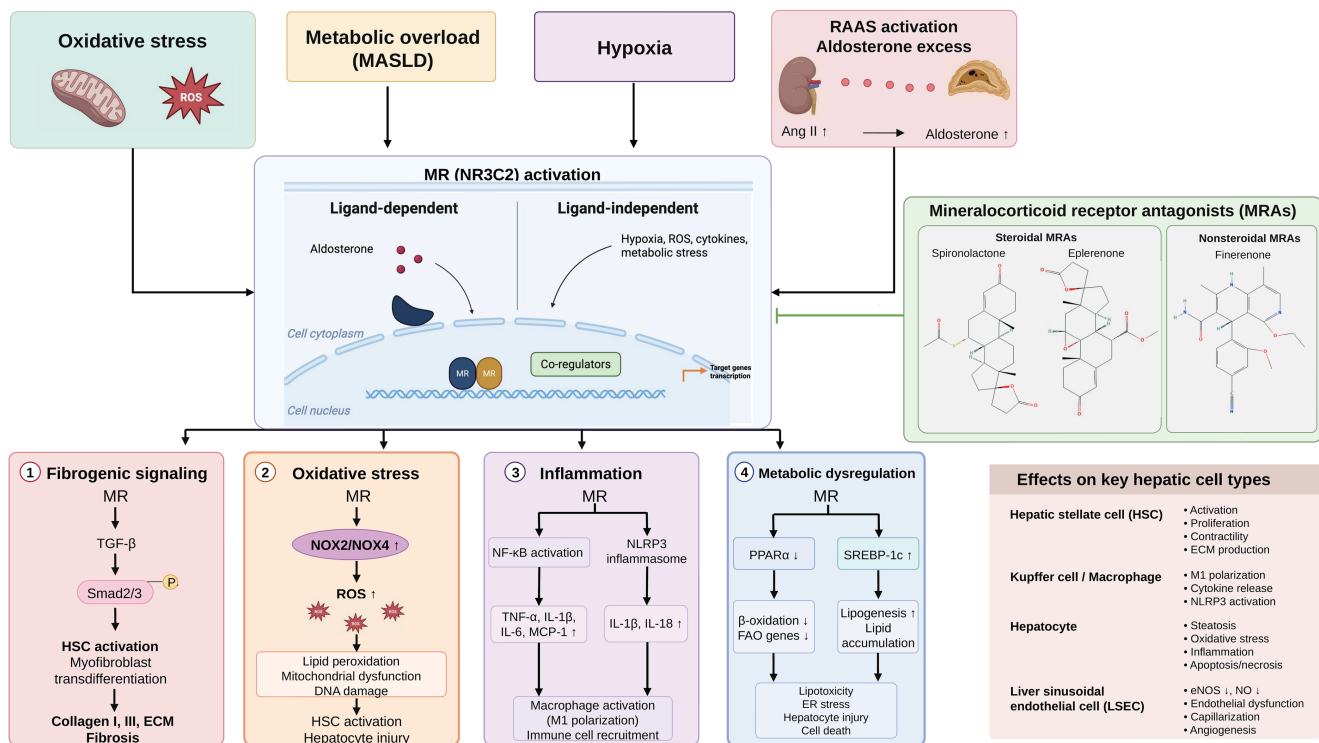 Oxidative stress
ROS
Metabolic overload
(MASLD)
Hypoxia
RAAS activation
Aldosterone excess
Ang II ↑
Aldosterone ↑
MR (NR3C2) activation
Ligand-dependent
Ligand-independent
Aldosterone
Hypoxia, ROS, cytokines,
metabolic stress
Cell cytoplasm
Co-regulators
MR
MR
Target genes
transcription
Cell nucleus
Mineralocorticoid receptor antagonists (MRAs)
Steroidal MRAs
Spironolactone
Eplerenone
Nonsteroidal MRAs
Finerenone
1 Fibrogenic signaling
MR
TGF-β
Smad2/3
P
HSC activation
Myofibroblast
transdifferentiation
Collagen I, III, ECM
Fibrosis
2 Oxidative stress
MR
NOX2/NOX4 ↑
ROS ↑
ROS
ROS
ROS
Lipid peroxidation
Mitochondrial dysfunction
DNA damage
HSC activation
Hepatocyte injury
3 Inflammation
MR
NF-κB activation
NLRP3
inflammasome
TNF-α, IL-1β,
IL-6, MCP-1 ↑
IL-1β, IL-18 ↑
Macrophage activation
(M1 polarization)
Immune cell recruitment
4 Metabolic dysregulation
MR
PPARα ↓
SREBP-1c ↑
β-oxidation ↓
FAO genes ↓
Lipogenesis ↑
Lipid
accumulation
Lipotoxicity
ER stress
Hepatocyte injury
Cell death
Effects on key hepatic cell types
Hepatic stellate cell (HSC)
• Activation
• Proliferation
• Contractility
• ECM production
Kupffer cell / Macrophage
• M1 polarization
• Cytokine release
• NLRP3 activation
Hepatocyte
• Steatosis
• Oxidative stress
• Inflammation
• Apoptosis/necrosis
Liver sinusoidal
endothelial cell (LSEC)
• eNOS ↓, NO ↓
• Endothelial dysfunction
• Capillarization
• Angiogenesis